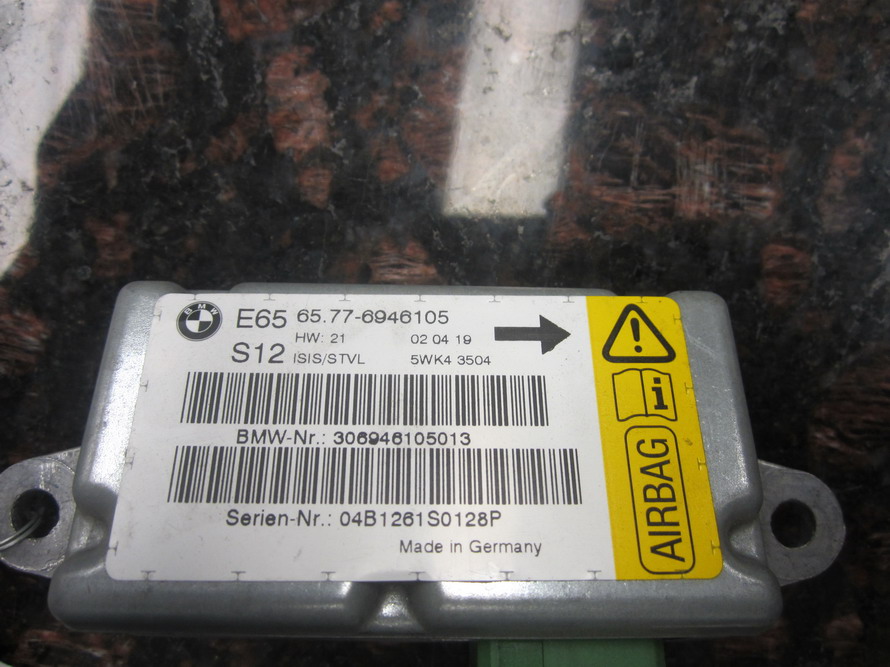 BMW
E65 65.77-6946105
HW: 21 02 04 19
S12 ISIS/STVL 5WK4 3504
BMW-Nr.: 306946105013
Serien-Nr.: 04B1261S0128P
Made in Germany
i
AIRBAG